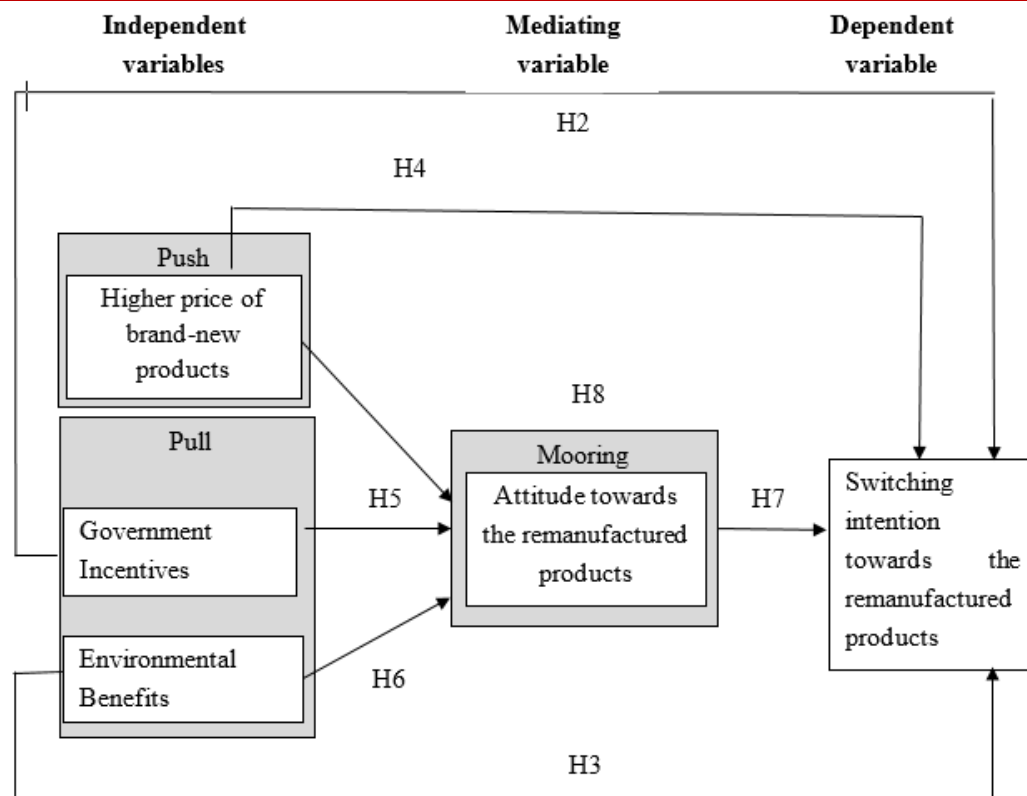 Independent
variables
Mediating
variable
Dependent
variable
H2
H4
Push
Higher price of
brand-new
products
H8
Pull
Mooring
Attitude towards
the remanufactured
products
H5
H7
Switching
intention
towards the
remanufactured
products
Government
Incentives
Environmental
Benefits
H6
H3